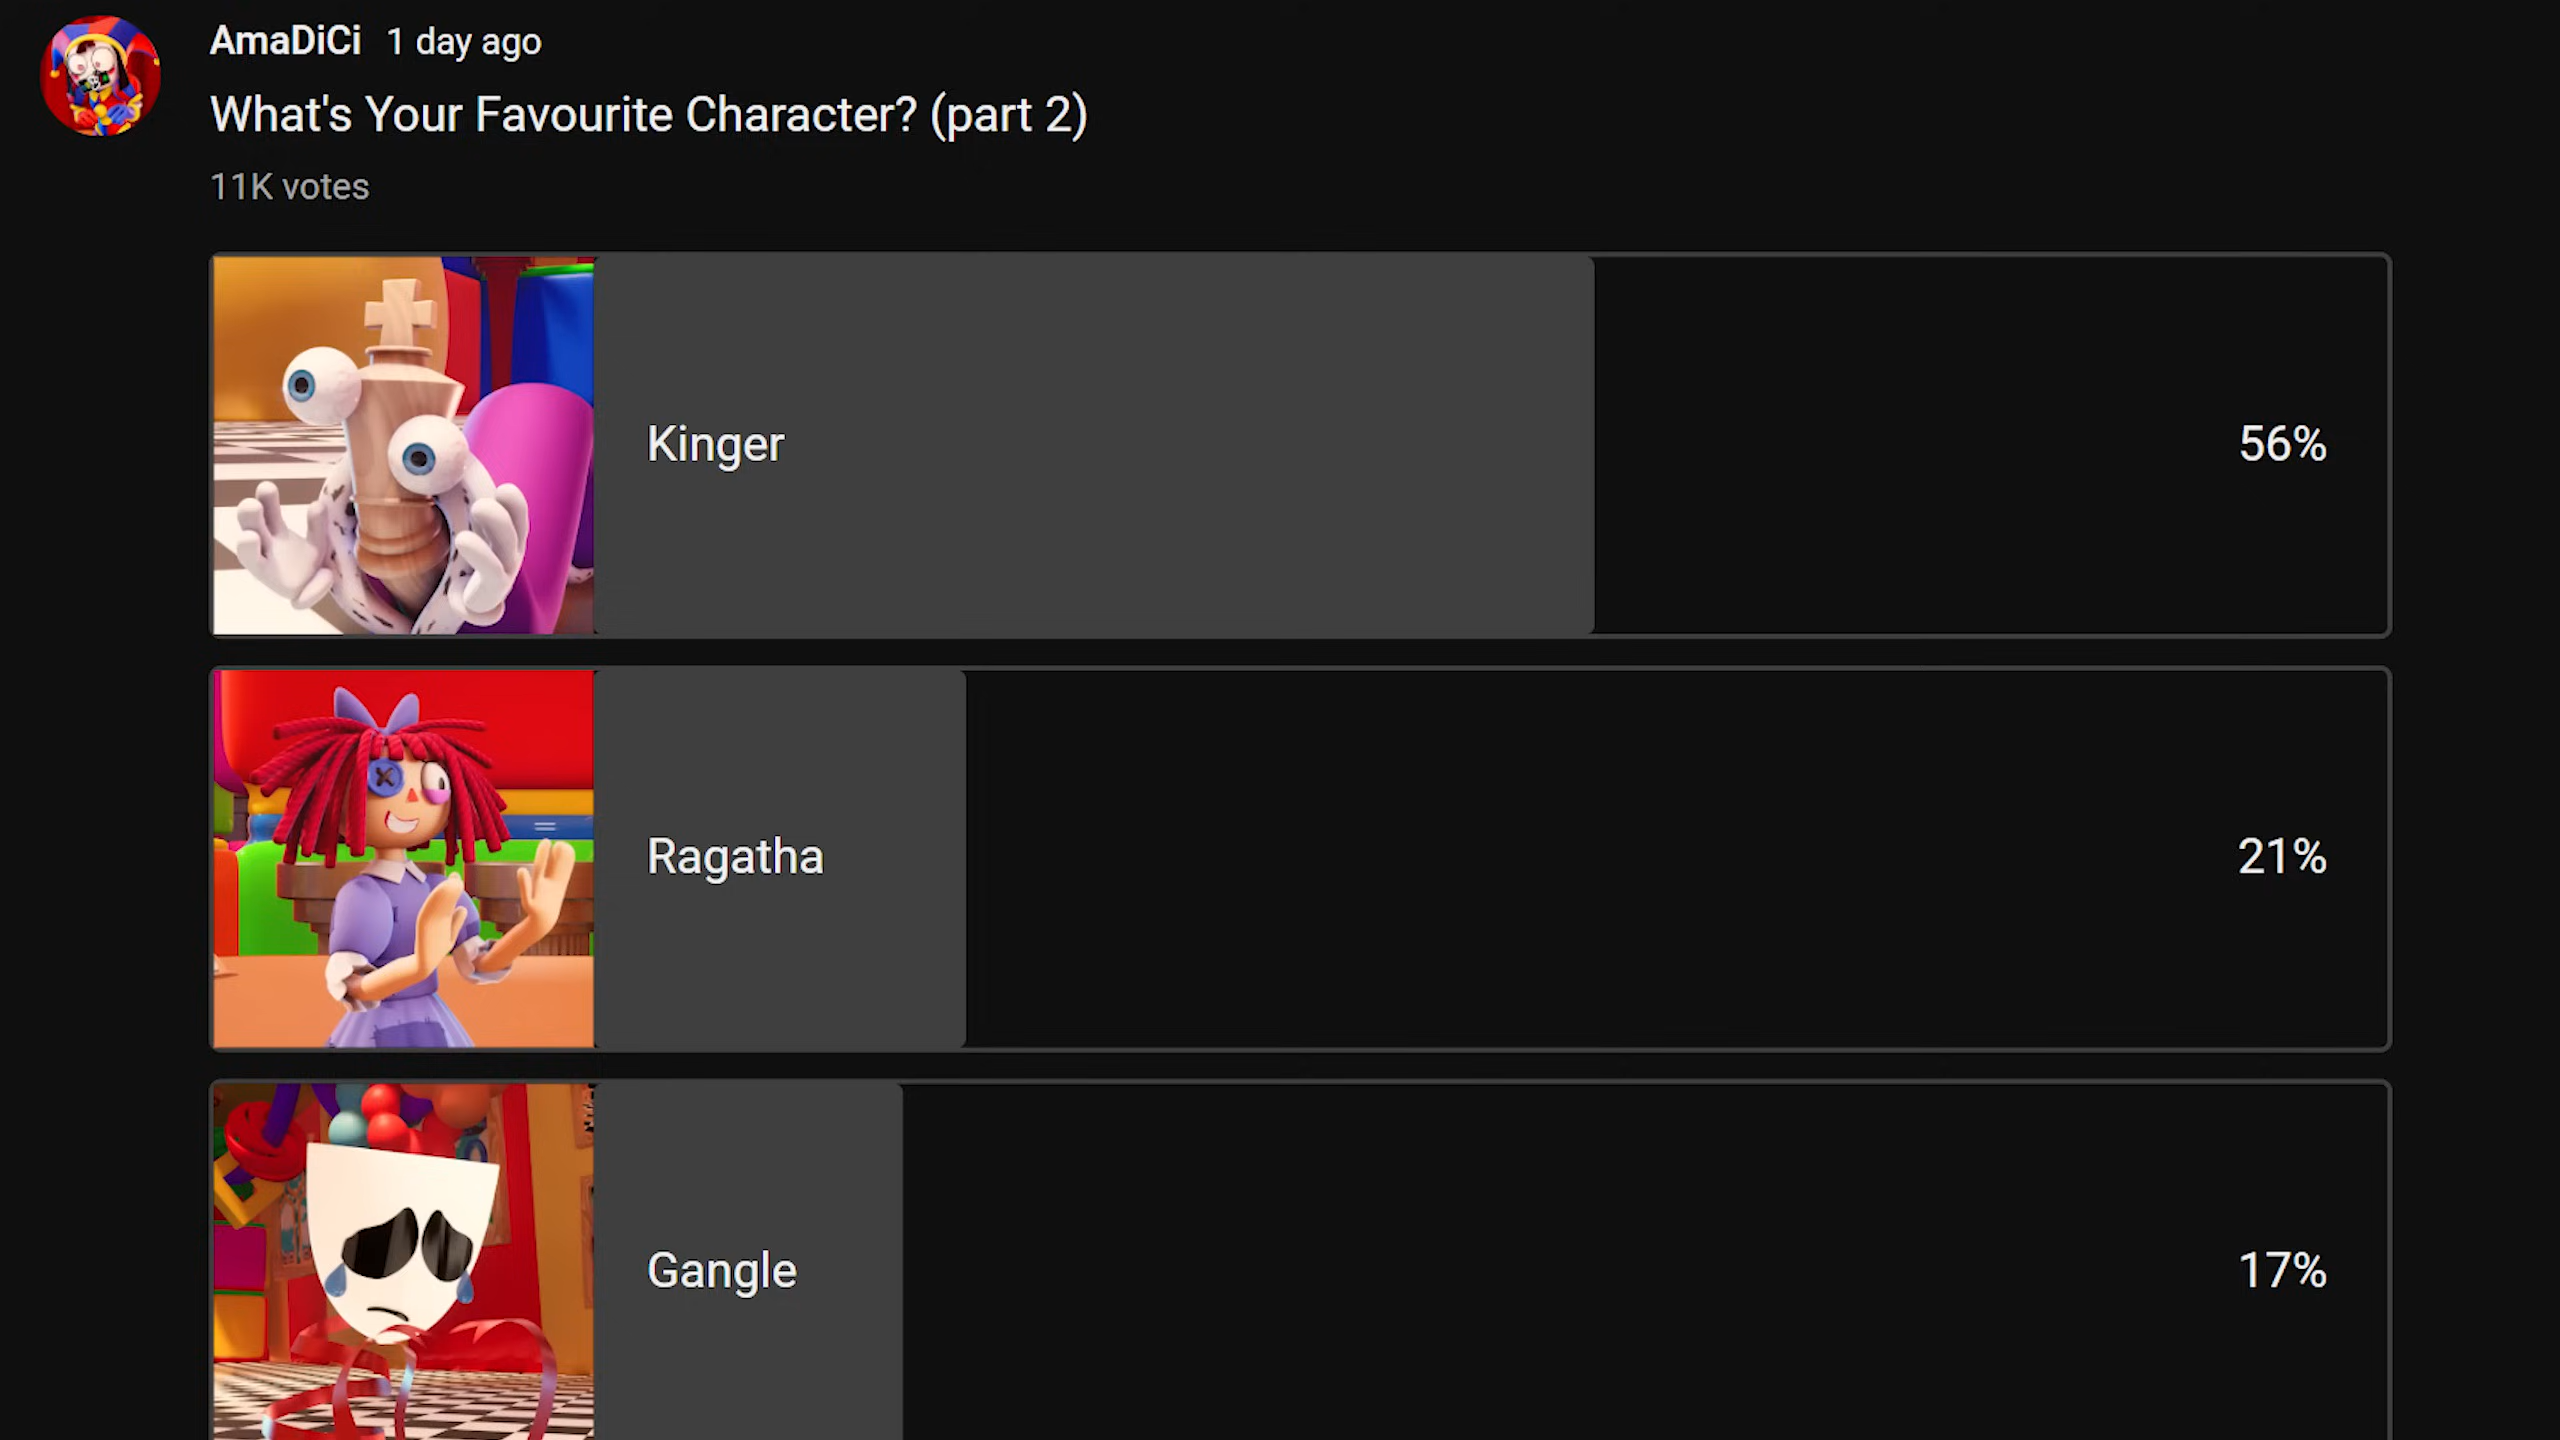 AmaDiCi 1 day ago
What's Your Favourite Character? (part 2)
11K votes
Kinger 56%
Ragatha 21%
Gangle 17%